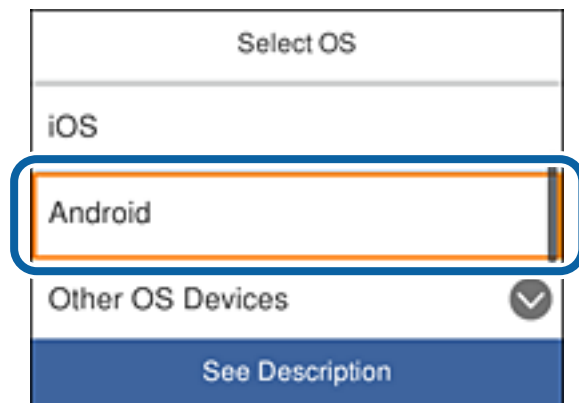 Select OS
iOS
Android
Other OS Devices
See Description